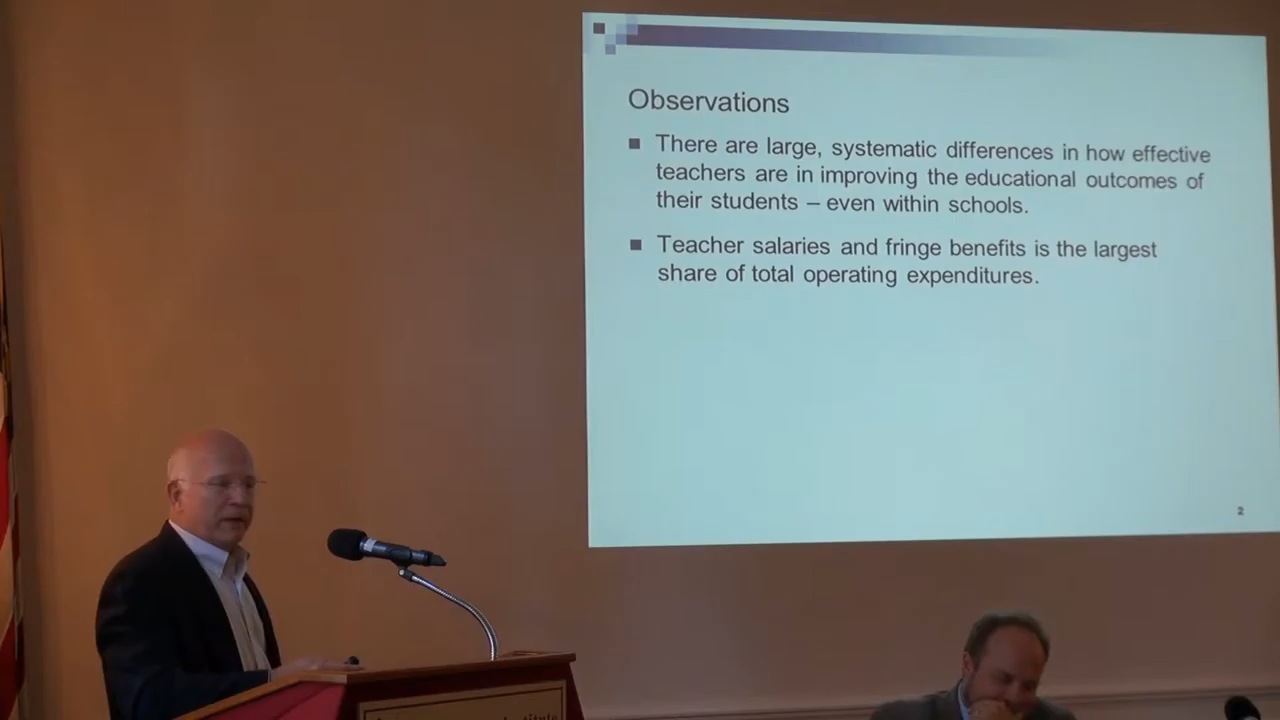 Observations
There are large, systematic differences in how effective
teachers are in improving the educational outcomes of
their students – even within schools.
Teacher salaries and fringe benefits is the largest
share of total operating expenditures.
2